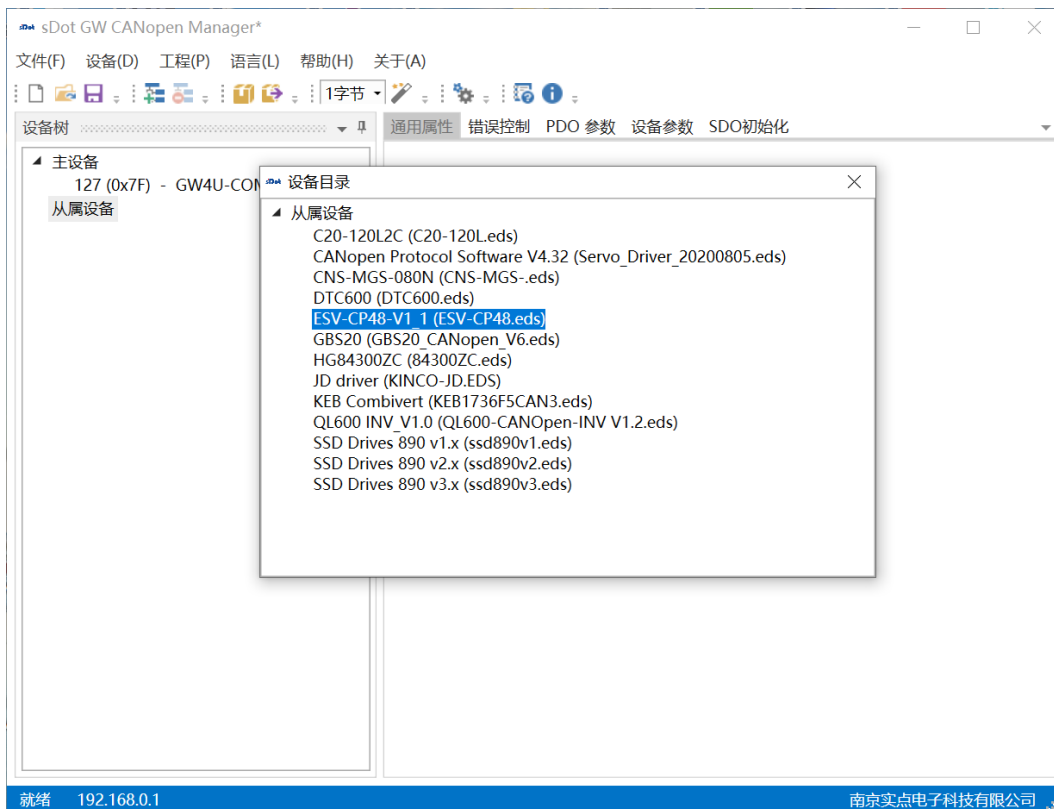 sDot GW CANopen Manager*
文件(F) 设备(D) 工程(P) 语言(L) 帮助(H) 关于(A)
1字节
设备树
通用属性 错误控制 PDO 参数 设备参数 SDO初始化
主设备
127 (0x7F) - GW4U-CON
从属设备
sDot 设备目录
从属设备
C20-120L2C (C20-120L.eds)
CANopen Protocol Software V4.32 (Servo_Driver_20200805.eds)
CNS-MGS-080N (CNS-MGS-.eds)
DTC600 (DTC600.eds)
ESV-CP48-V1_1 (ESV-CP48.eds)
GBS20 (GBS20_CANopen_V6.eds)
HG84300ZC (84300ZC.eds)
JD driver (KINCO-JD.EDS)
KEB Combivert (KEB1736F5CAN3.eds)
QL600 INV_V1.0 (QL600-CANOpen-INV V1.2.eds)
SSD Drives 890 v1.x (ssd890v1.eds)
SSD Drives 890 v2.x (ssd890v2.eds)
SSD Drives 890 v3.x (ssd890v3.eds)
就绪 192.168.0.1
南京实点电子科技有限公司